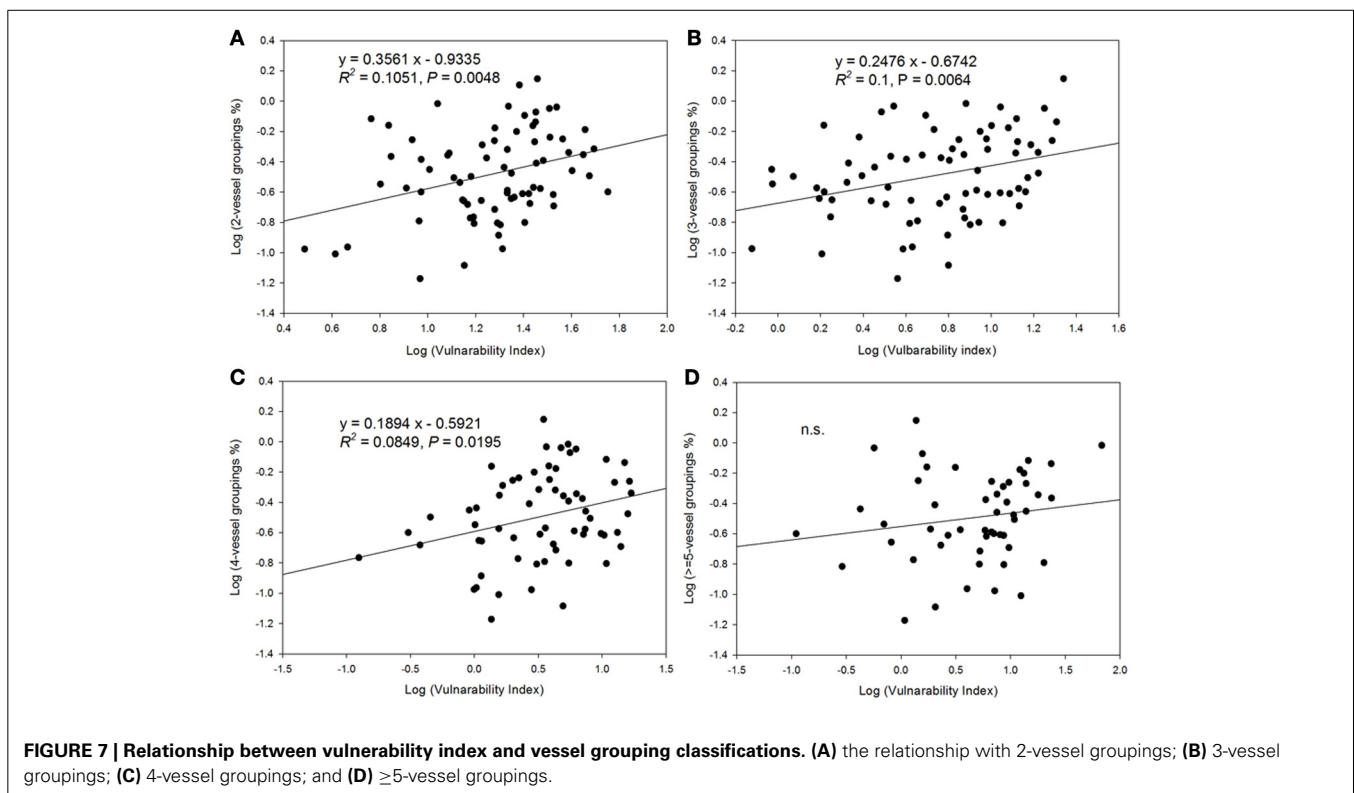 A
y = 0.3561 x - 0.9335
R² = 0.1051, P = 0.0048
Log (2-vessel groupings %)
0.4
0.2
0.0
-0.2
-0.4
-0.6
-0.8
-1.0
-1.2
-1.4
0.4 0.6 0.8 1.0 1.2 1.4 1.6 1.8 2.0
Log (Vulnarability Index)
B
y = 0.2476 x - 0.6742
R² = 0.1, P = 0.0064
Log (3-vessel groupings %)
0.4
0.2
0.0
-0.2
-0.4
-0.6
-0.8
-1.0
-1.2
-1.4
-0.2 0.0 0.2 0.4 0.6 0.8 1.0 1.2 1.4 1.6
Log (Vulbarability index)
C
y = 0.1894 x - 0.5921
R² = 0.0849, P = 0.0195
Log (4-vessel groupings %)
0.4
0.2
0.0
-0.2
-0.4
-0.6
-0.8
-1.0
-1.2
-1.4
-1.5 -1.0 -0.5 0.0 0.5 1.0 1.5
Log (Vulnarability Index)
D
n.s.
Log (>=5-vessel groupings %)
0.4
0.2
0.0
-0.2
-0.4
-0.6
-0.8
-1.0
-1.2
-1.4
-1.5 -1.0 -0.5 0.0 0.5 1.0 1.5 2.0
Log (Vulnarability Index)
FIGURE 7 | Relationship between vulnerability index and vessel grouping classifications. (A) the relationship with 2-vessel groupings; (B) 3-vessel
groupings; (C) 4-vessel groupings; and (D) ≥5-vessel groupings.